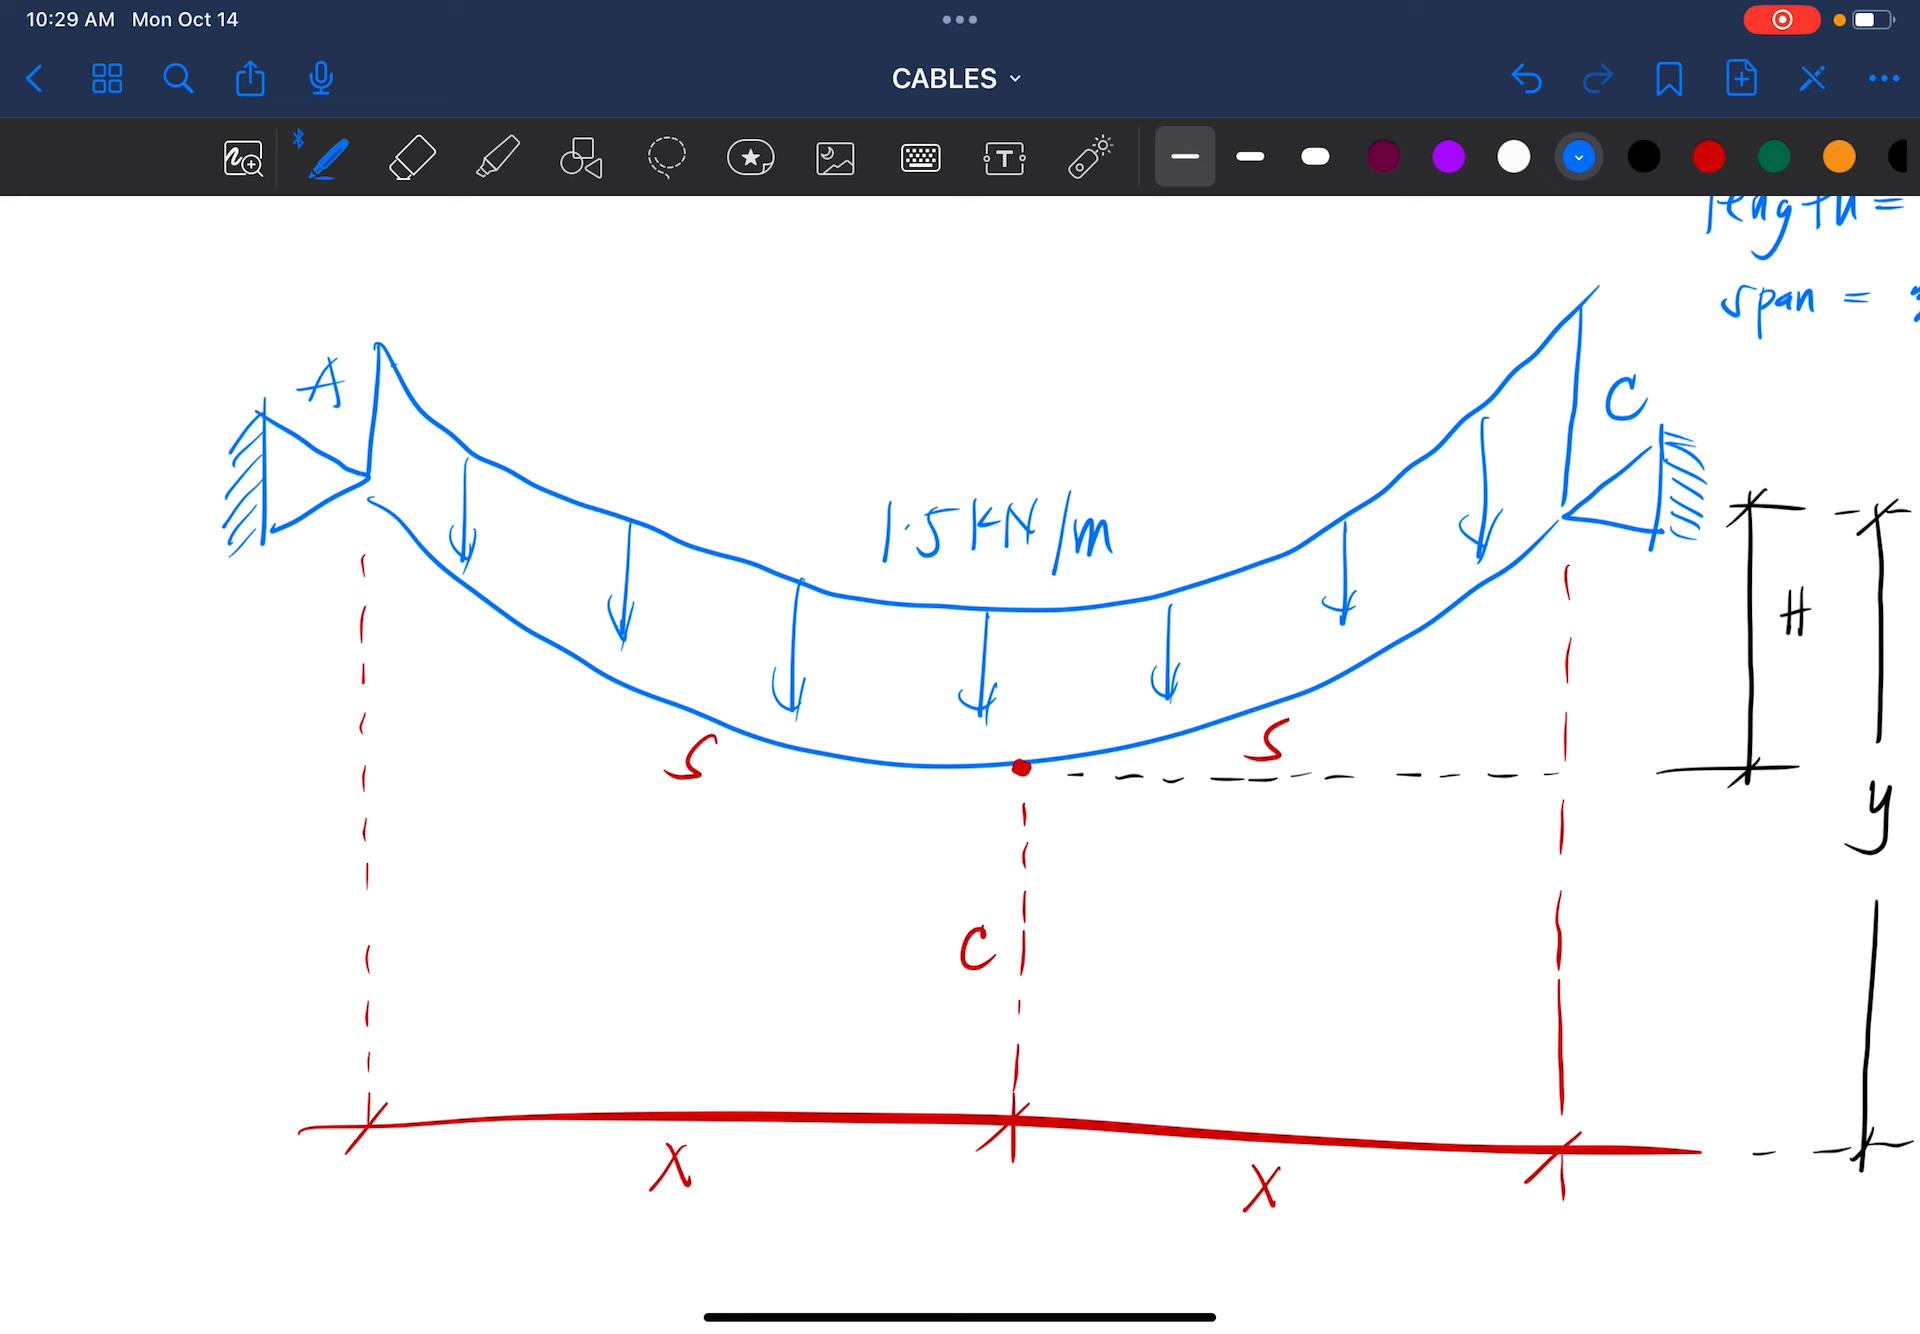 10:29 AM Mon Oct 14
CABLES
T
length =
span =
A
C
1.5 KN/m
H
S
S
y
C
X
X